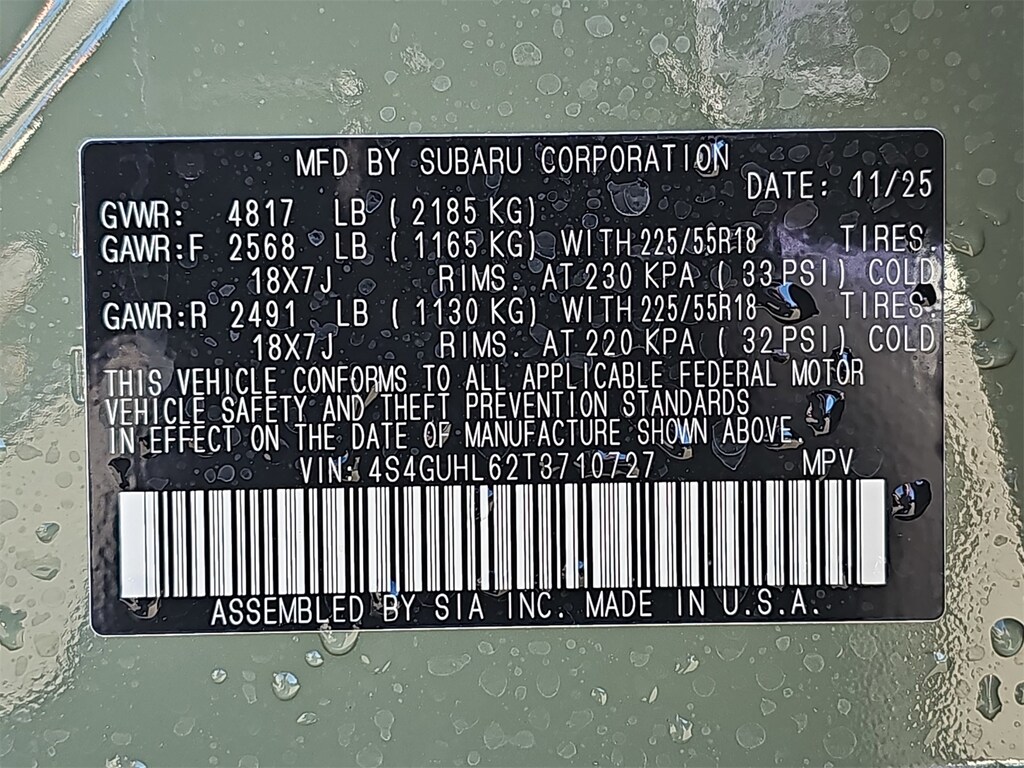 MFD BY SUBARU CORPORATION
DATE: 11/25
GVWR: 4817 LB ( 2185 KG)
GAWR:F 2568 LB ( 1165 KG) WITH 225/55R18 TIRES.
18X7J RIMS. AT 230 KPA ( 33 PSI) COLD
GAWR:R 2491 LB ( 1130 KG) WITH 225/55R18 TIRES.
18X7J RIMS. AT 220 KPA ( 32 PSI) COLD
THIS VEHICLE CONFORMS TO ALL APPLICABLE FEDERAL MOTOR
VEHICLE SAFETY AND THEFT PREVENTION STANDARDS
IN EFFECT ON THE DATE OF MANUFACTURE SHOWN ABOVE.
VIN: 4S4GUHL62T3710727 MPV
ASSEMBLED BY SIA INC. MADE IN U.S.A.